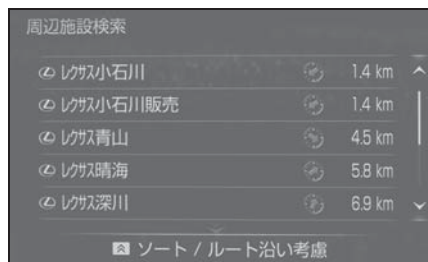 周辺施設検索
レクサス小石川 1.4 km
レクサス小石川販売 1.4 km
レクサス青山 4.5 km
レクサス晴海 5.8 km
レクサス深川 6.9 km
ソート / ルート沿い考慮